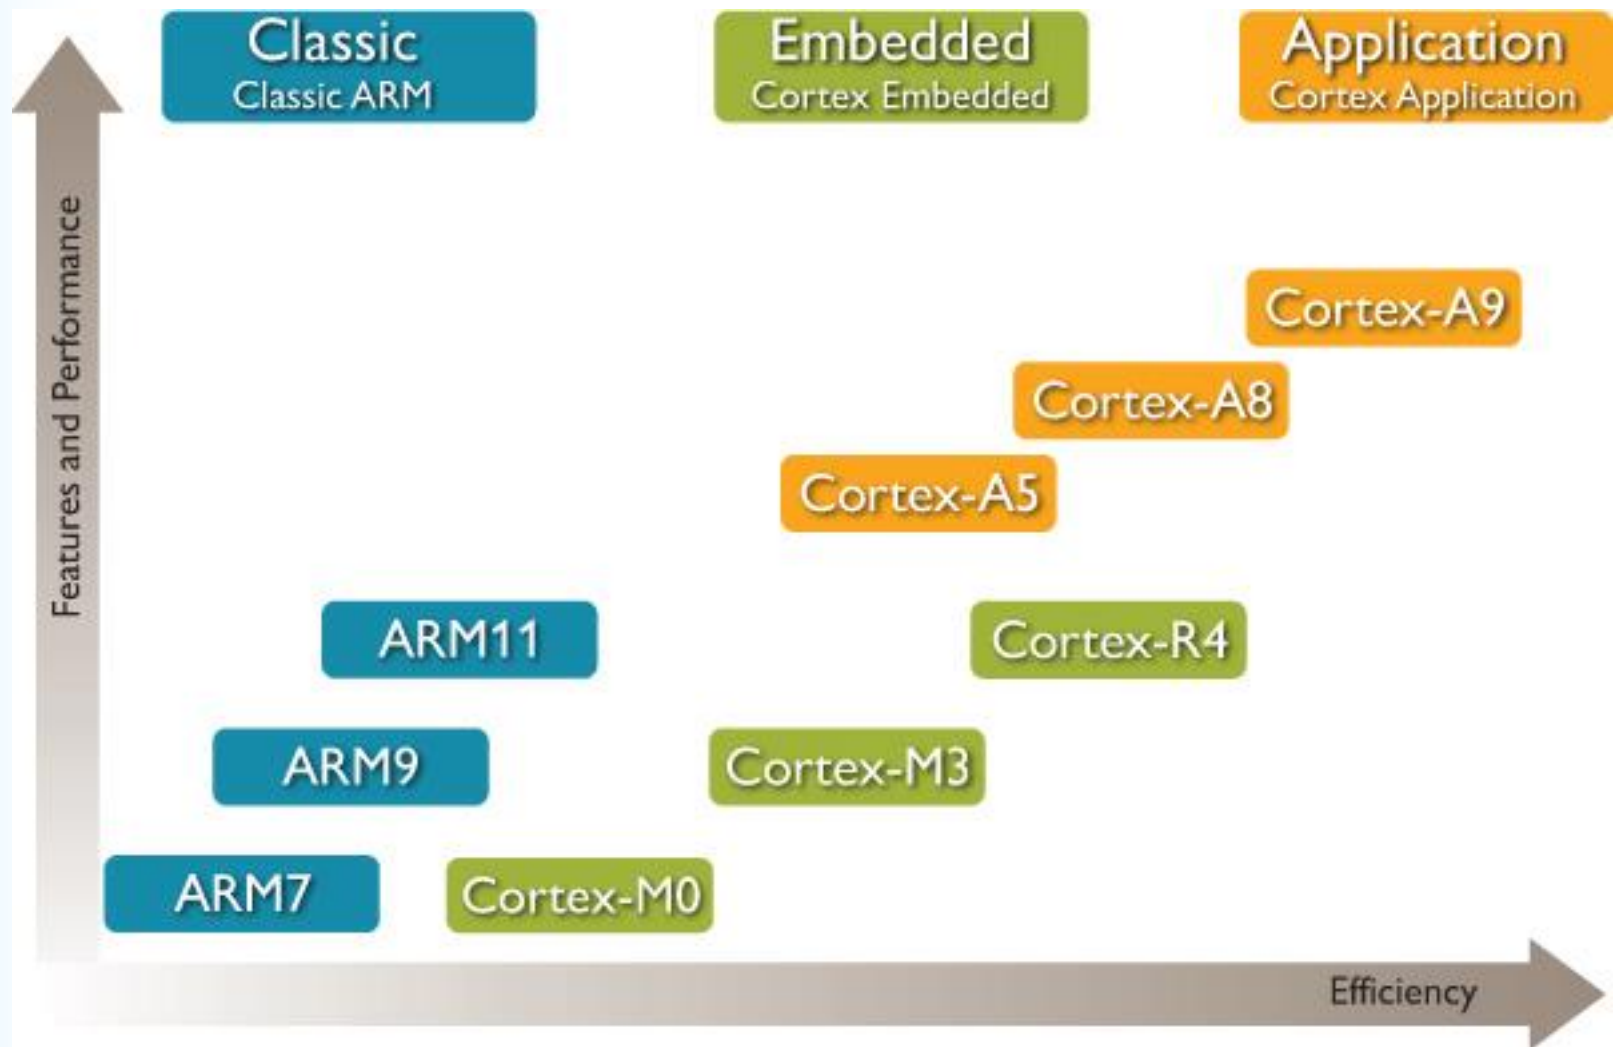 Classic
Classic ARM
Embedded
Cortex Embedded
Application
Cortex Application
Features and Performance
Cortex-A9
Cortex-A8
Cortex-A5
ARM11
Cortex-R4
ARM9
Cortex-M3
ARM7
Cortex-M0
Efficiency